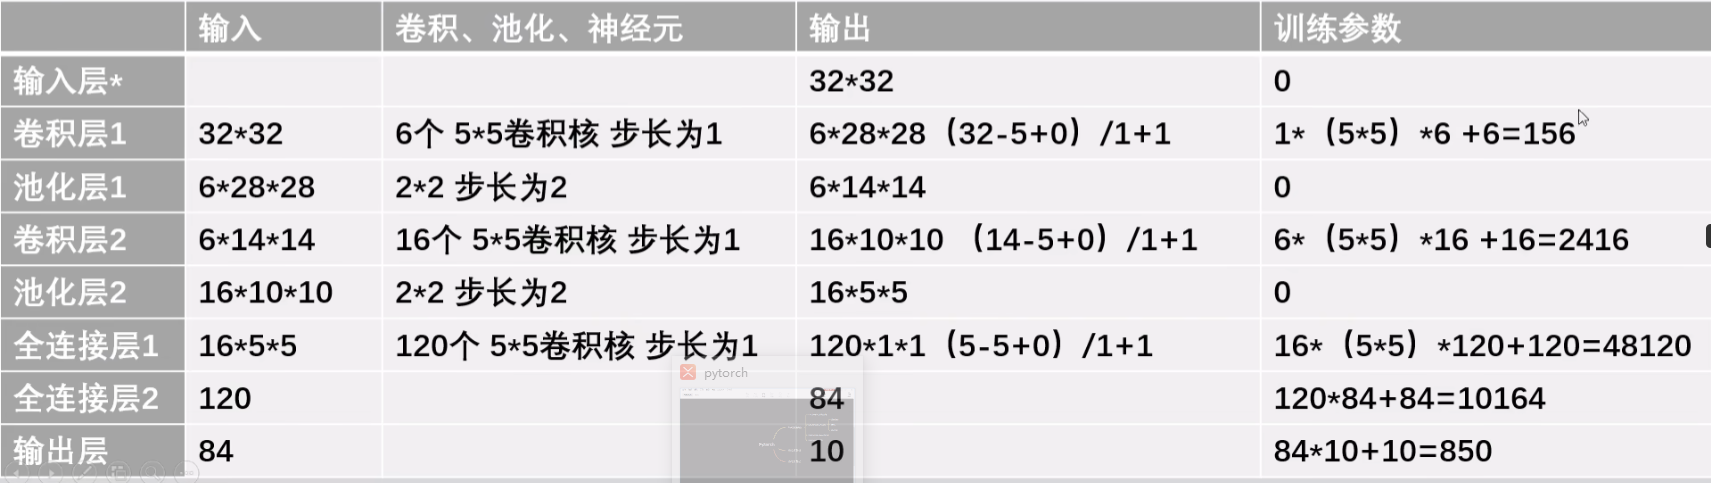 输入 卷积、池化、神经元 输出 训练参数
输入层* 32*32 0
卷积层1 32*32 6个 5*5卷积核 步长为1 6*28*28（32-5+0）/1+1 1*（5*5）*6 +6=156
池化层1 6*28*28 2*2 步长为2 6*14*14 0
卷积层2 6*14*14 16个 5*5卷积核 步长为1 16*10*10 （14-5+0）/1+1 6*（5*5）*16 +16=2416
池化层2 16*10*10 2*2 步长为2 16*5*5 0
全连接层1 16*5*5 120个 5*5卷积核 步长为1 120*1*1（5-5+0）/1+1 16*（5*5）*120+120=48120
pytorch
全连接层2 120 84 120*84+84=10164
输出层 84 10 84*10+10=850